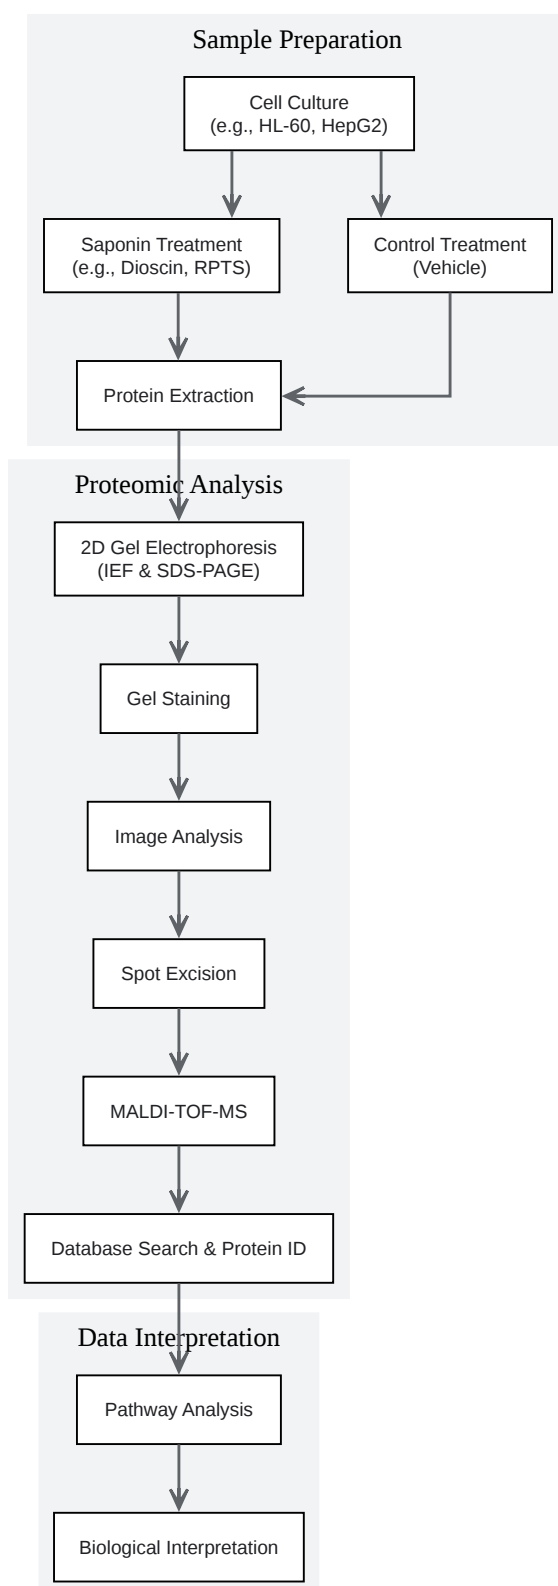 Sample Preparation
Cell Culture
(e.g., HL-60, HepG2)
Saponin Treatment
(e.g., Dioscin, RPTS)
Control Treatment
(Vehicle)
Protein Extraction
Proteomic Analysis
2D Gel Electrophoresis
(IEF & SDS-PAGE)
Gel Staining
Image Analysis
Spot Excision
MALDI-TOF-MS
Database Search & Protein ID
Data Interpretation
Pathway Analysis
Biological Interpretation